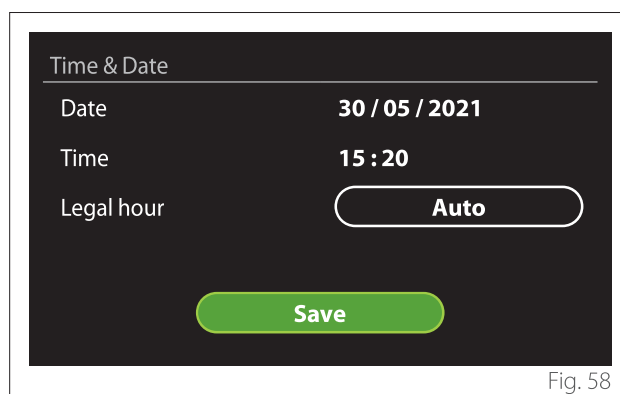 Time & Date
Date 30 / 05 / 2021
Time 15 : 20
Legal hour Auto
Save
Fig. 58